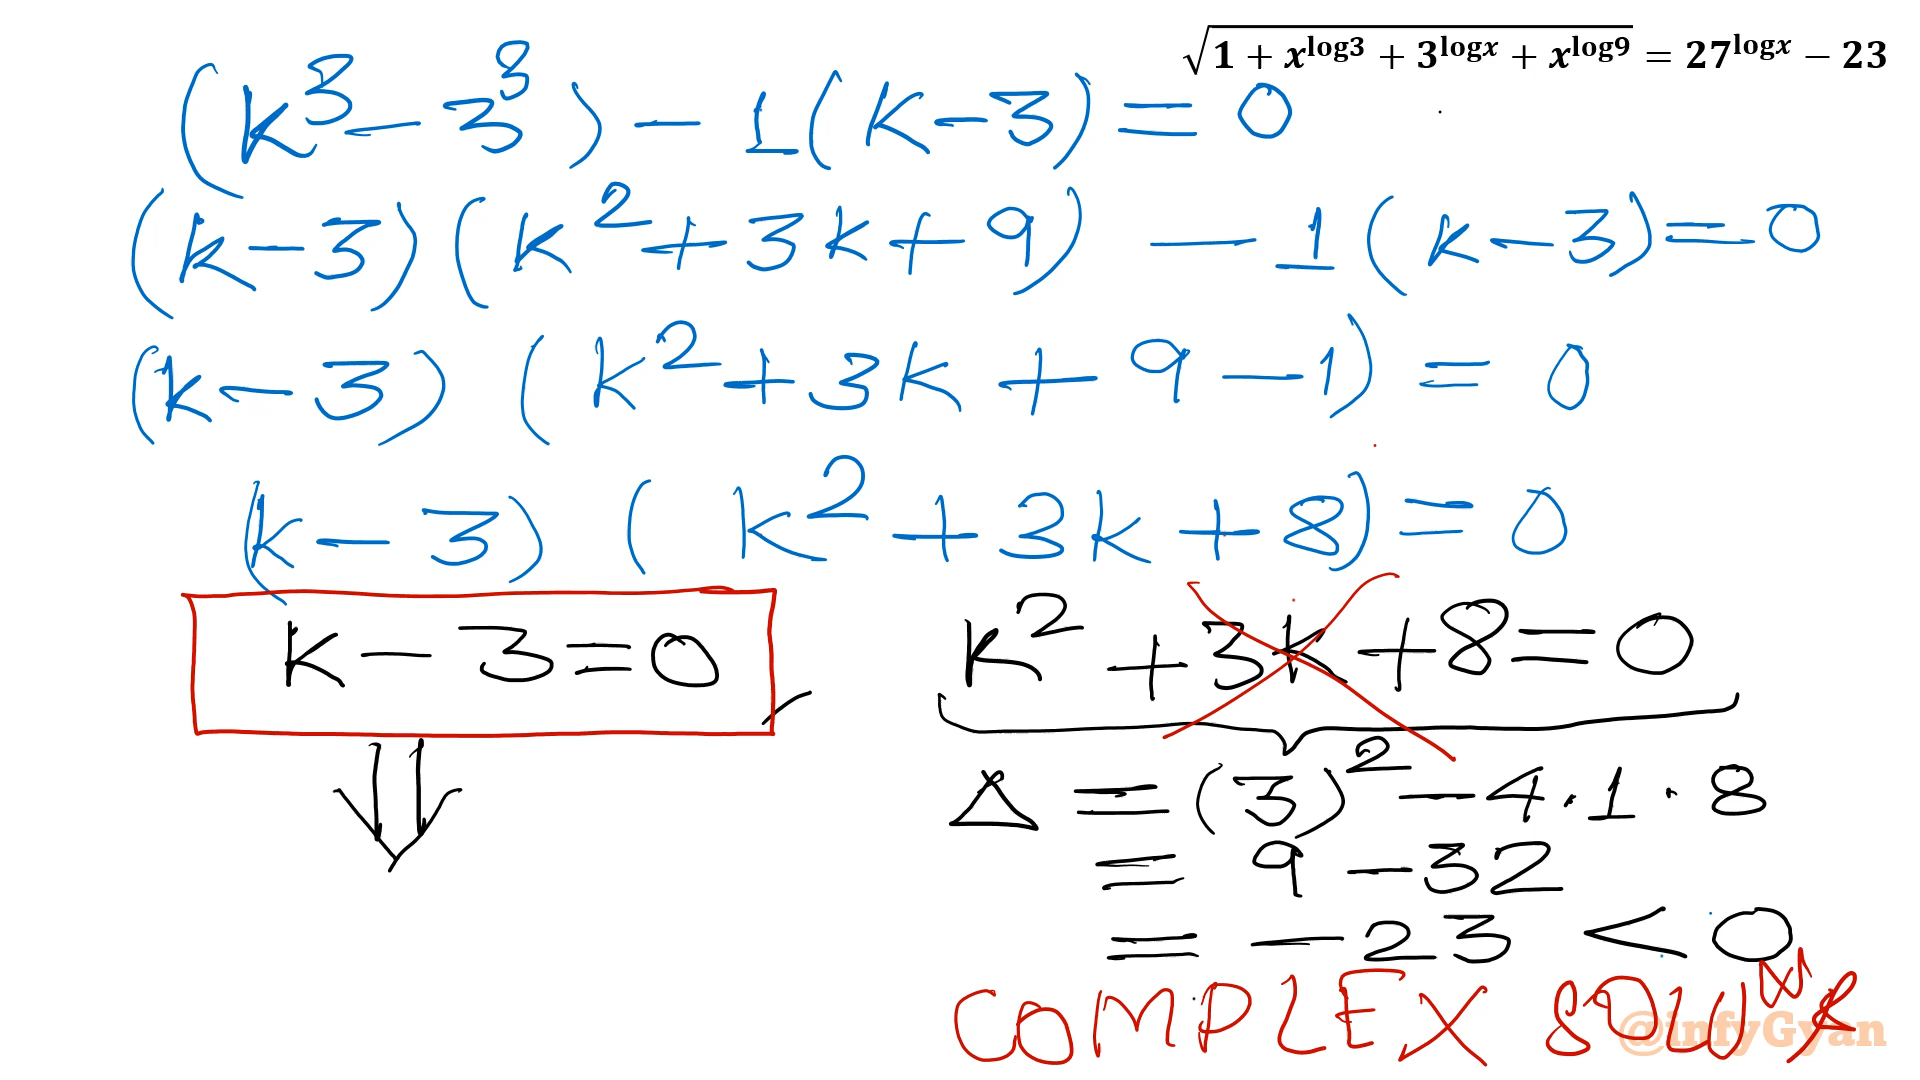 √(1 + x^log3 + 3^logx + x^log9) = 27^logx − 23
(k³ − 3³) − 1(k − 3) = 0
(k − 3)(k² + 3k + 9) − 1(k − 3) = 0
(k − 3)(k² + 3k + 9 − 1) = 0
(k − 3)(k² + 3k + 8) = 0
k − 3 = 0
k² + 3k + 8 = 0
Δ = (3)² − 4·1·8
= 9 − 32
= −23 < 0
COMPLEX SOLUᴺS
@infyGyan